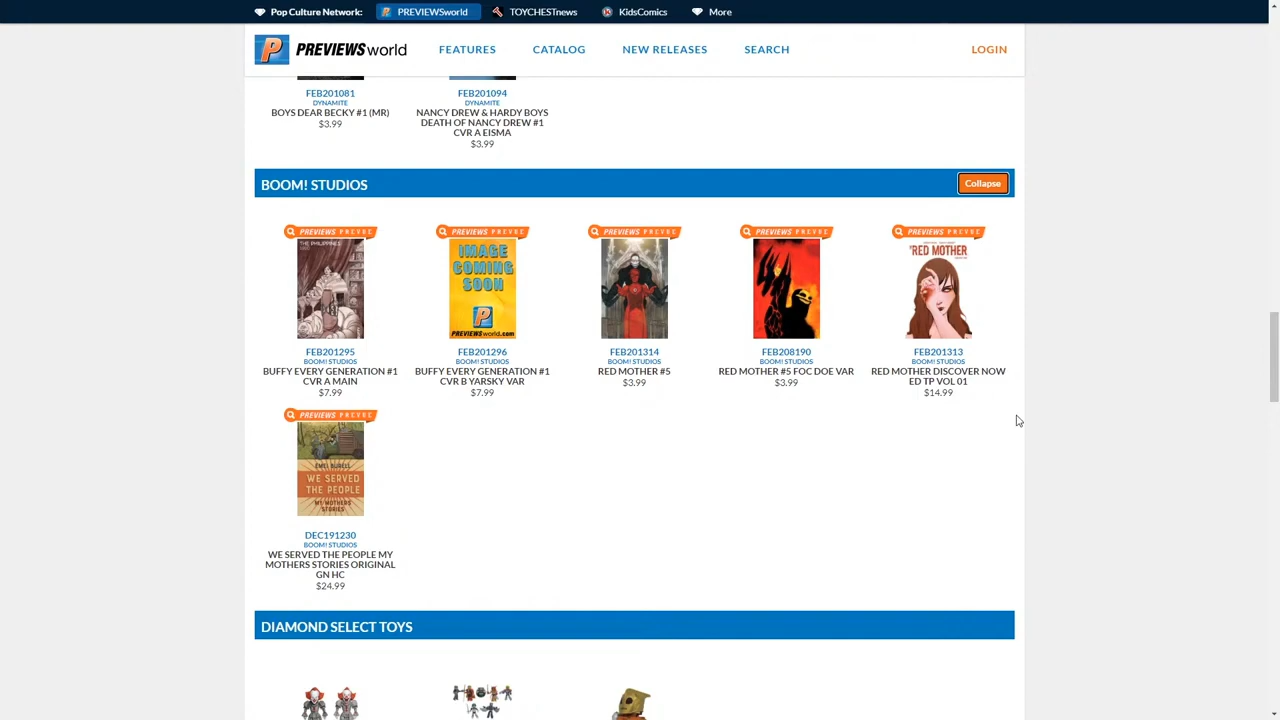 Pop Culture Network: PREVIEWSworld TOYCHESTnews KidsComics More
PREVIEWSworld FEATURES CATALOG NEW RELEASES SEARCH LOGIN
FEB201081
DYNAMITE
BOYS DEAR BECKY #1 (MR)
$3.99
FEB201094
DYNAMITE
NANCY DREW & HARDY BOYS
DEATH OF NANCY DREW #1
CVR A EISMA
$3.99
BOOM! STUDIOS
Collapse
PREVIEWS PREVUE
THE PHILIPPINES
FEB201295
BOOM! STUDIOS
BUFFY EVERY GENERATION #1
CVR A MAIN
$7.99
PREVIEWS PREVUE
IMAGE
COMING
SOON
PREVIEWSworld.com
FEB201296
BOOM! STUDIOS
BUFFY EVERY GENERATION #1
CVR B YARSKY VAR
$7.99
PREVIEWS PREVUE
FEB201314
BOOM! STUDIOS
RED MOTHER #5
$3.99
PREVIEWS PREVUE
FEB208190
BOOM! STUDIOS
RED MOTHER #5 FOC DOE VAR
$3.99
PREVIEWS PREVUE
RED MOTHER
FEB201313
BOOM! STUDIOS
RED MOTHER DISCOVER NOW
ED TP VOL 01
$14.99
PREVIEWS PREVUE
EMEI BURELL
WE SERVED
THE PEOPLE
MY MOTHER'S
STORIES
DEC191230
BOOM! STUDIOS
WE SERVED THE PEOPLE MY
MOTHERS STORIES ORIGINAL
GN HC
$24.99
DIAMOND SELECT TOYS